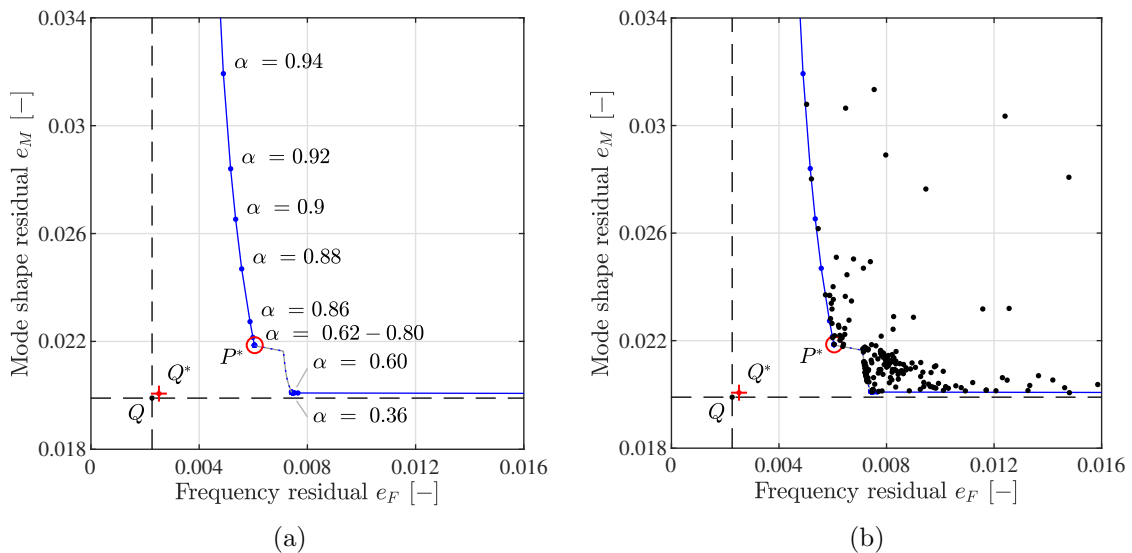 0.034
0.03
0.026
0.022
0.018
Mode shape residual e_M [−]
α = 0.94
α = 0.92
α = 0.9
α = 0.88
α = 0.86
α = 0.62 − 0.80
α = 0.60
α = 0.36
P*
Q*
Q
0 0.004 0.008 0.012 0.016
Frequency residual e_F [−]
(a)
0.034
0.03
0.026
0.022
0.018
Mode shape residual e_M [−]
P*
Q*
Q
0 0.004 0.008 0.012 0.016
Frequency residual e_F [−]
(b)